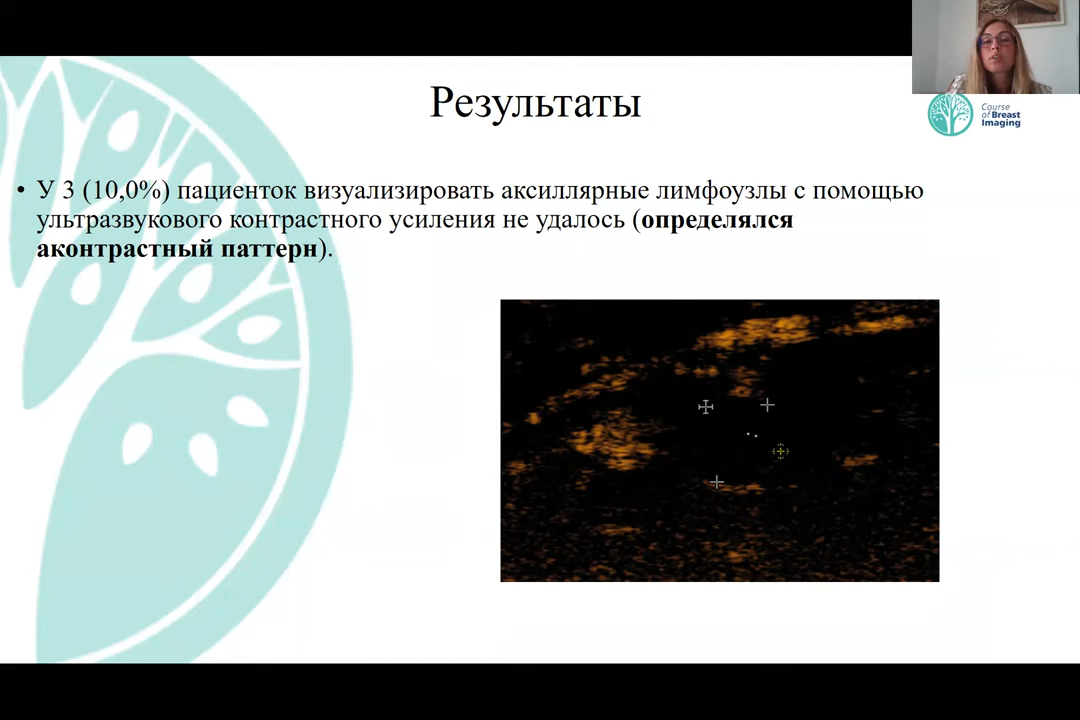 Результаты
Course
of Breast
Imaging
• У 3 (10,0%) пациенток визуализировать аксиллярные лимфоузлы с помощью
ультразвукового контрастного усиления не удалось (определялся
аконтрастный паттерн).